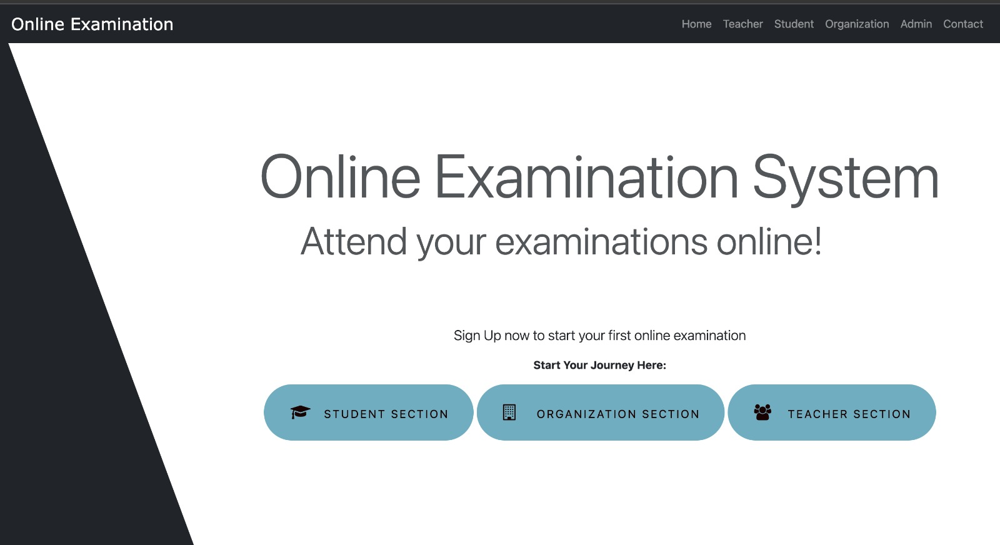 Online Examination
Home Teacher Student Organization Admin Contact
Online Examination System
Attend your examinations online!
Sign Up now to start your first online examination
Start Your Journey Here:
STUDENT SECTION
ORGANIZATION SECTION
TEACHER SECTION